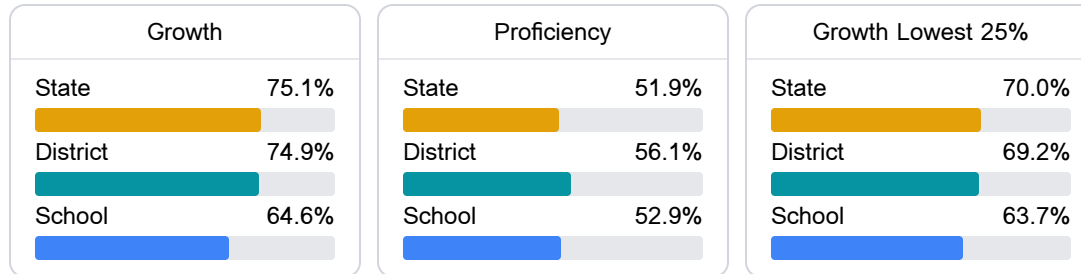 Growth
State 75.1%
District 74.9%
School 64.6%
Proficiency
State 51.9%
District 56.1%
School 52.9%
Growth Lowest 25%
State 70.0%
District 69.2%
School 63.7%